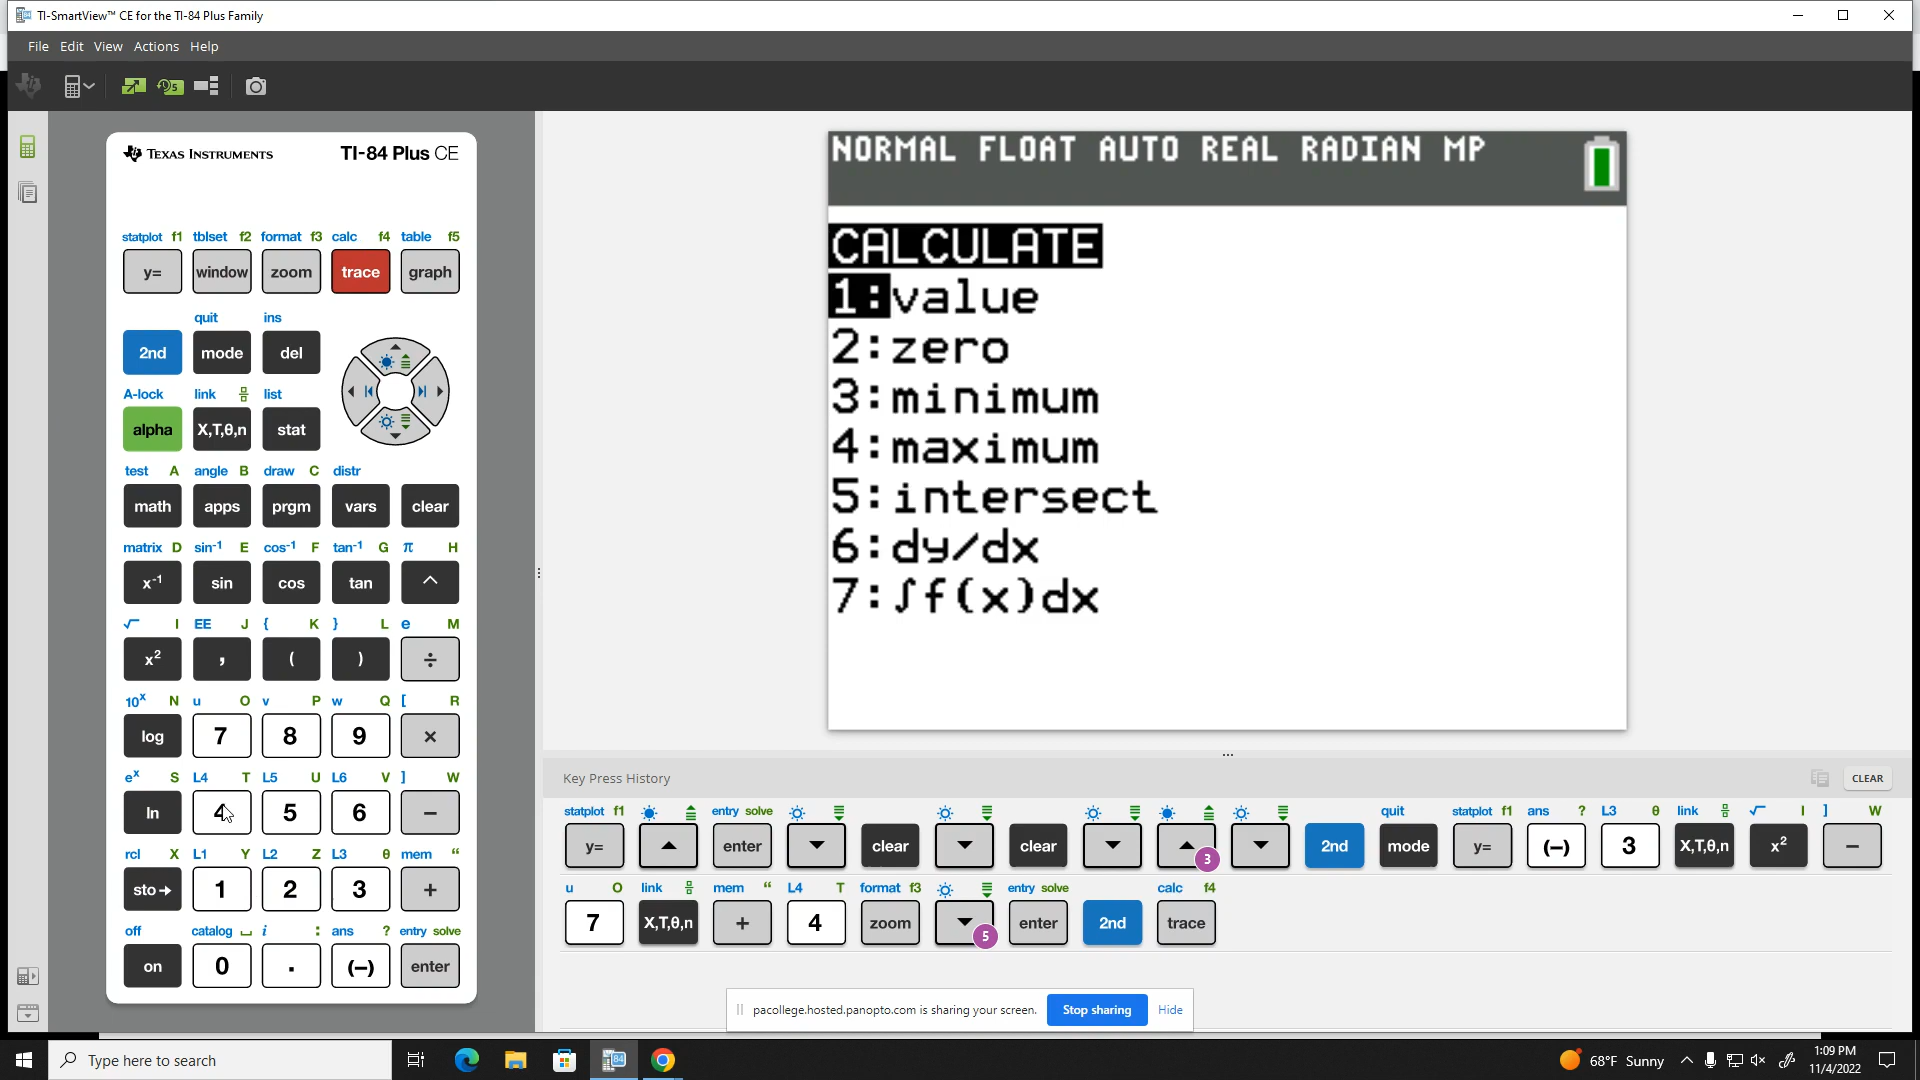 TI-SmartView™ CE for the TI-84 Plus Family
File Edit View Actions Help
TEXAS INSTRUMENTS TI-84 Plus CE
statplot f1 tblset f2 format f3 calc f4 table f5
y= window zoom trace graph
quit ins
2nd mode del
A-lock link list
alpha X,T,θ,n stat
test A angle B draw C distr
math apps prgm vars clear
matrix D sin⁻¹ E cos⁻¹ F tan⁻¹ G π H
x⁻¹ sin cos tan ^
√ I EE J { K } L e M
x² , ( ) ÷
10ˣ N u O v P w Q [ R
log 7 8 9 ×
eˣ S L4 T L5 U L6 V ] W
ln 4 5 6 −
rcl X L1 Y L2 Z L3 θ mem “
sto→ 1 2 3 +
off catalog i : ans ? entry solve
on 0 . (−) enter
NORMAL FLOAT AUTO REAL RADIAN MP
CALCULATE
1:value
2:zero
3:minimum
4:maximum
5:intersect
6:dy/dx
7:∫f(x)dx
Key Press History
CLEAR
statplot f1 entry solve quit statplot f1 ans ? L3 θ link √ I ] W
y= enter clear clear 3 2nd mode y= (−) 3 X,T,θ,n x² −
u O link mem “ L4 T format f3 entry solve calc f4
7 X,T,θ,n + 4 zoom 5 enter 2nd trace
pacollege.hosted.panopto.com is sharing your screen. Stop sharing Hide
Type here to search
84
68°F Sunny
1:09 PM
11/4/2022